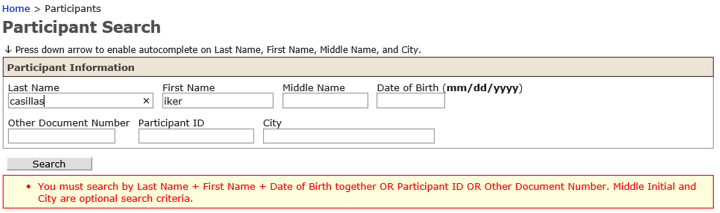 Home > Participants
Participant Search
↓ Press down arrow to enable autocomplete on Last Name, First Name, Middle Name, and City.
Participant Information
Last Name First Name Middle Name Date of Birth (mm/dd/yyyy)
casillas × iker
Other Document Number Participant ID City
Search
• You must search by Last Name + First Name + Date of Birth together OR Participant ID OR Other Document Number. Middle Initial and
City are optional search criteria.